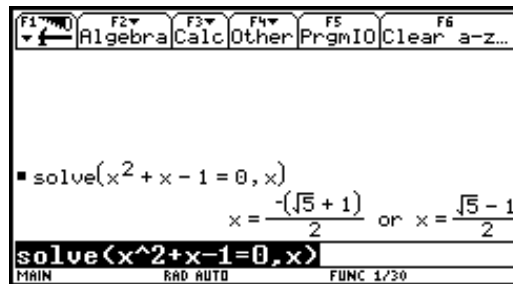 F1 F2 F3 F4 F5 F6
Algebra Calc Other PrgmIO Clear a-z…
solve(x² + x - 1 = 0, x)
x = -(√5 + 1)/2 or x = √5 - 1/2
solve(x^2+x-1=0,x)
MAIN RAD AUTO FUNC 1/30